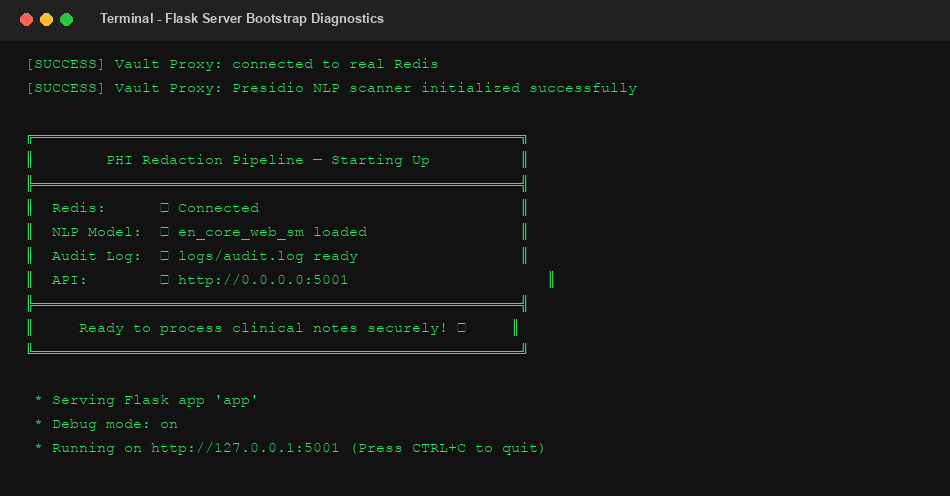 Terminal - Flask Server Bootstrap Diagnostics
[SUCCESS] Vault Proxy: connected to real Redis
[SUCCESS] Vault Proxy: Presidio NLP scanner initialized successfully
PHI Redaction Pipeline — Starting Up
Redis: □ Connected
NLP Model: □ en_core_web_sm loaded
Audit Log: □ logs/audit.log ready
API: □ http://0.0.0.0:5001
Ready to process clinical notes securely! □
* Serving Flask app 'app'
* Debug mode: on
* Running on http://127.0.0.1:5001 (Press CTRL+C to quit)